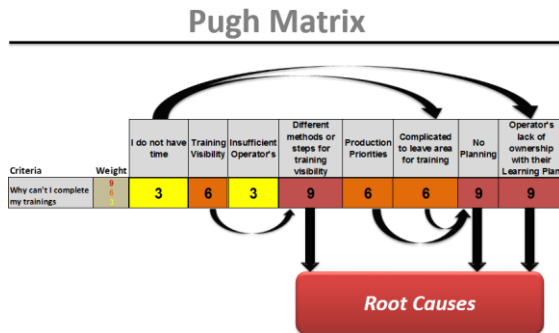 Pugh Matrix
Criteria
Weight
I do not have
time
Training
Visibility
Insufficient
Operator's
Different
methods or
steps for
training
visibility
Production
Priorities
Complicated
to leave area
for training
No
Planning
Operator's
lack of
ownership
with their
Learning Plan
Why can't I complete
my trainings
9
6
3
3
6
3
9
6
6
9
9
Root Causes